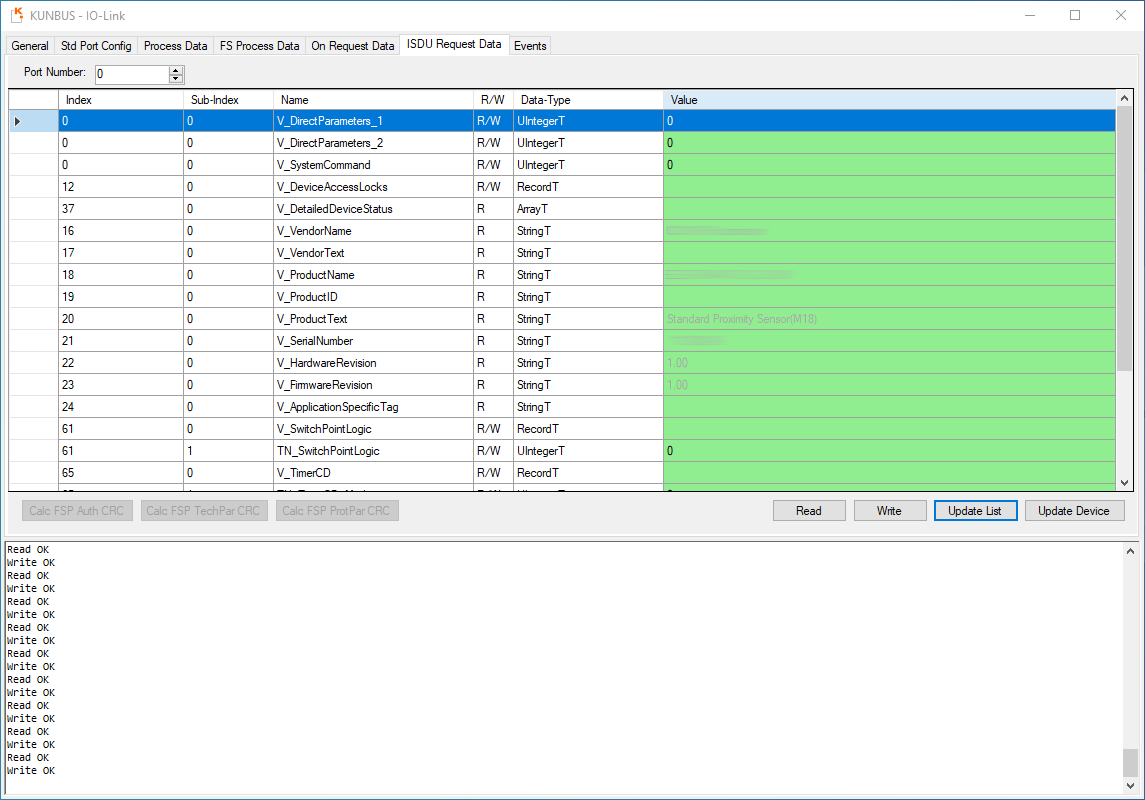 KUNBUS - IO-Link
General Std Port Config Process Data FS Process Data On Request Data ISDU Request Data Events
Port Number: 0
Index Sub-Index Name R/W Data-Type Value
0 0 V_DirectParameters_1 R/W UIntegerT 0
0 0 V_DirectParameters_2 R/W UIntegerT 0
0 0 V_SystemCommand R/W UIntegerT 0
12 0 V_DeviceAccessLocks R/W RecordT
37 0 V_DetailedDeviceStatus R ArrayT
16 0 V_VendorName R StringT
17 0 V_VendorText R StringT
18 0 V_ProductName R StringT
19 0 V_ProductID R StringT
20 0 V_ProductText R StringT Standard Proximity Sensor(M18)
21 0 V_SerialNumber R StringT
22 0 V_HardwareRevision R StringT 1.00
23 0 V_FirmwareRevision R StringT 1.00
24 0 V_ApplicationSpecificTag R StringT
61 0 V_SwitchPointLogic R/W RecordT
61 1 TN_SwitchPointLogic R/W UIntegerT 0
65 0 V_TimerCD R/W RecordT
Calc FSP Auth CRC Calc FSP TechPar CRC Calc FSP ProtPar CRC Read Write Update List Update Device
Read OK
Write OK
Read OK
Write OK
Read OK
Write OK
Read OK
Write OK
Read OK
Write OK
Read OK
Write OK
Read OK
Write OK
Read OK
Write OK
Read OK
Write OK